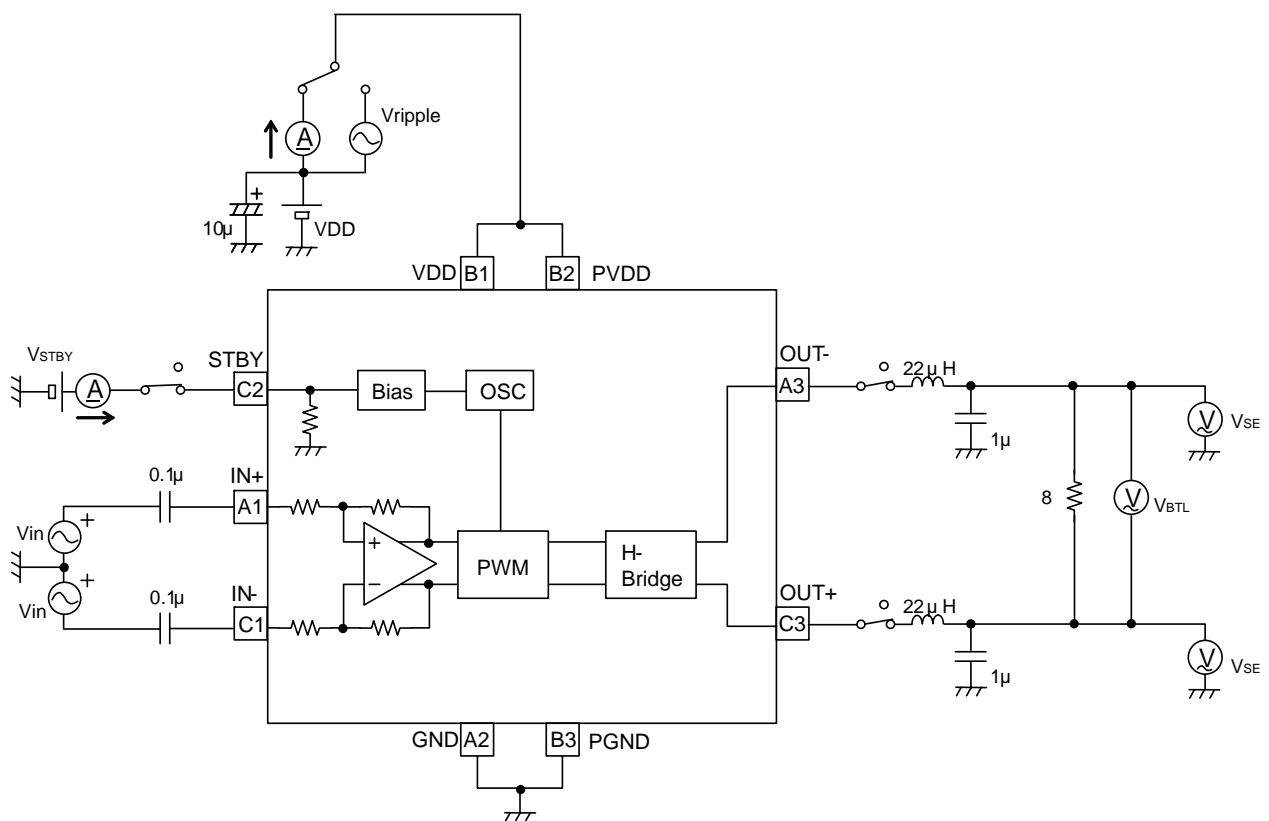 Vripple
A
+
10μ
VDD
VDD B1 B2 PVDD
VSTBY
A
STBY
C2
Bias
OSC
OUT-
A3
22μH
1μ
V
VSE
0.1μ
IN+
A1
Vin
+
+
Vin
0.1μ
IN-
C1
+
−
PWM
H-
Bridge
8
V
VBTL
OUT+
C3
22μH
1μ
V
VSE
GND A2 B3 PGND